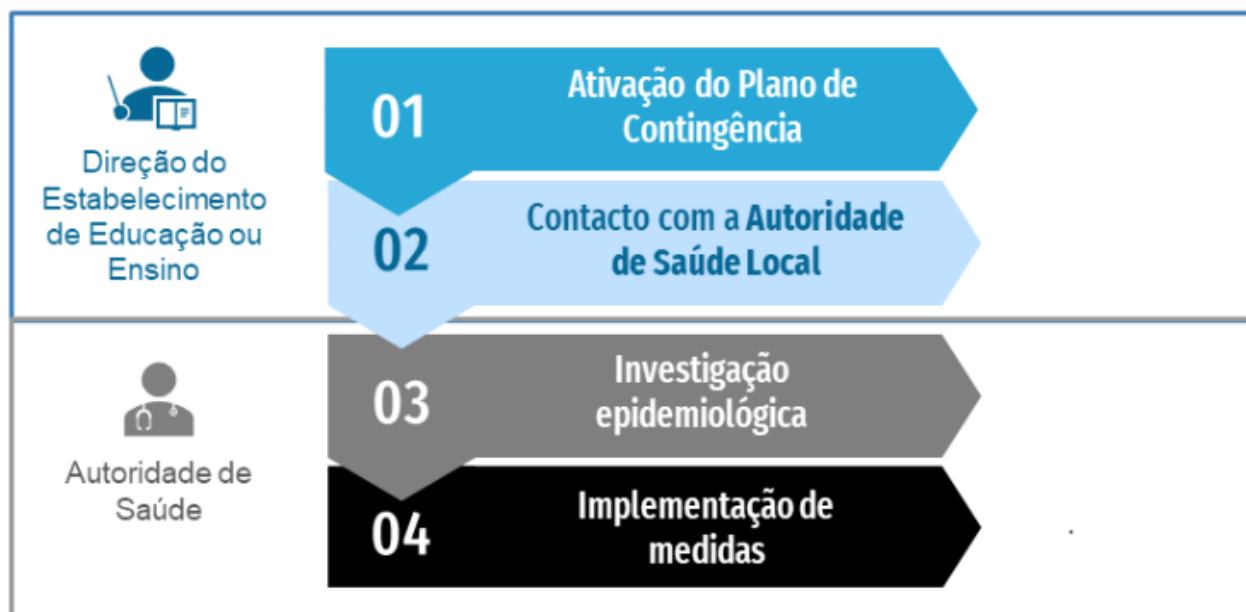 Direção do
Estabelecimento
de Educação ou
Ensino
01
Ativação do Plano de
Contingência
02
Contacto com a Autoridade
de Saúde Local
Autoridade de
Saúde
03
Investigação
epidemiológica
04
Implementação de
medidas
.